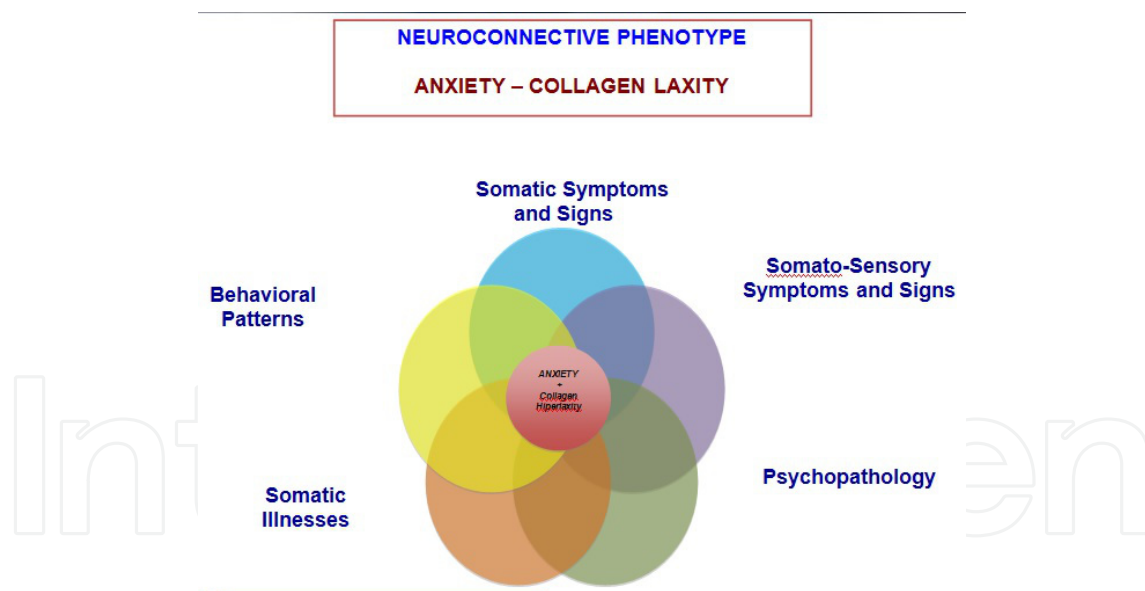 NEUROCONNECTIVE PHENOTYPE
ANXIETY – COLLAGEN LAXITY
Somatic Symptoms
and Signs
Somato-Sensory
Symptoms and Signs
Behavioral
Patterns
ANXIETY
+
Collagen
Hiperlaxity
Psychopathology
Somatic
Illnesses